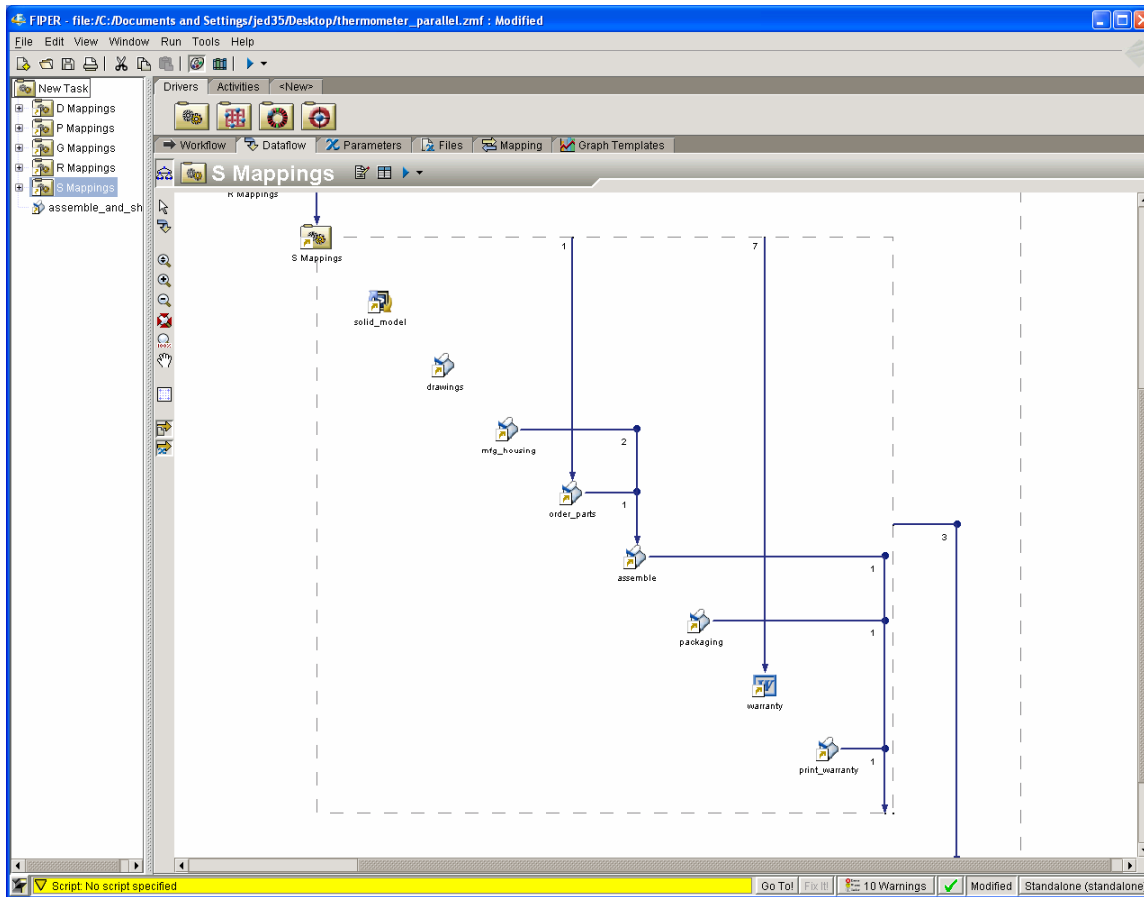 FIPER - file:/C:/Documents and Settings/jed35/Desktop/thermometer_parallel.zmf : Modified
File Edit View Window Run Tools Help
New Task
D Mappings
P Mappings
G Mappings
R Mappings
S Mappings
assemble_and_sh
Drivers Activities <New>
Workflow Dataflow Parameters Files Mapping Graph Templates
S Mappings
R Mappings
S Mappings
1
7
solid_model
drawings
mfg_housing
2
order_parts
1
3
assemble
1
packaging
1
warranty
print_warranty
1
100%
Script: No script specified
Go To! Fix It! 10 Warnings Modified Standalone (standalone)